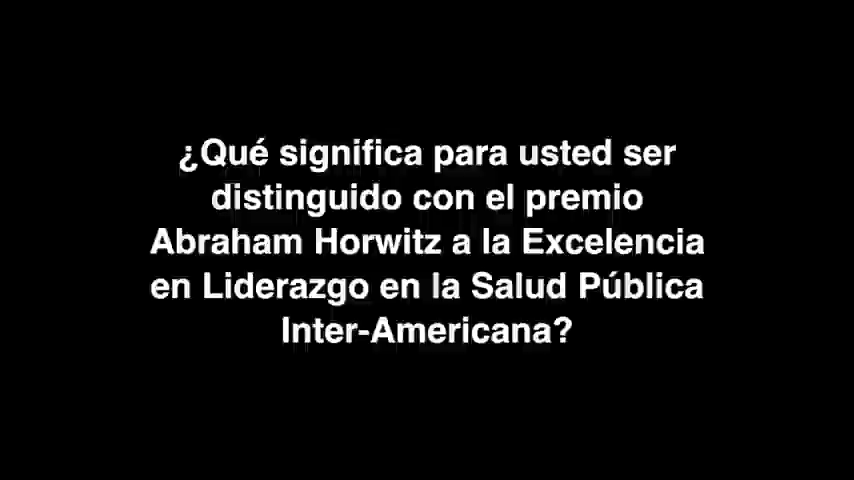 ¿Qué significa para usted ser
distinguido con el premio
Abraham Horwitz a la Excelencia
en Liderazgo en la Salud Pública
Inter-Americana?